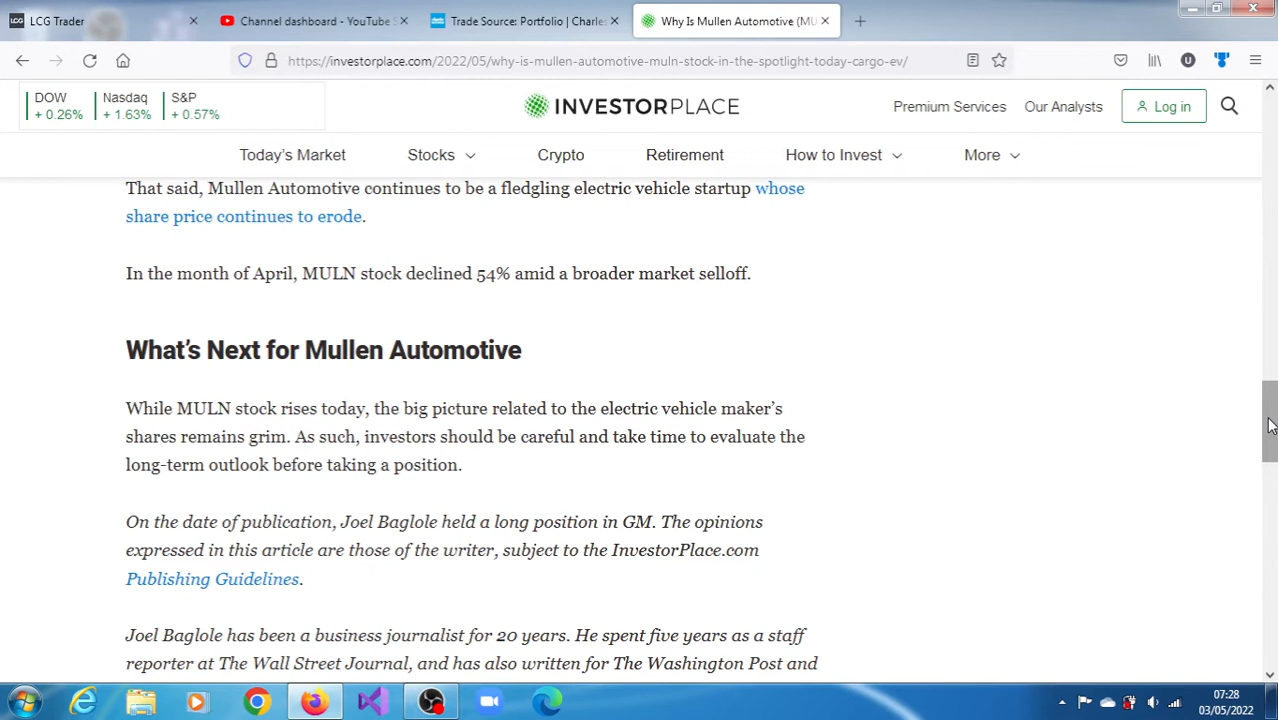 LCG Trader
Channel dashboard - YouTube S
Trade Source: Portfolio | Charles
Why Is Mullen Automotive (MU
https://investorplace.com/2022/05/why-is-mullen-automotive-muln-stock-in-the-spotlight-today-cargo-ev/
DOW Nasdaq S&P
+ 0.26% + 1.63% + 0.57%
INVESTORPLACE
Premium Services Our Analysts Log in
Today's Market Stocks Crypto Retirement How to Invest More
That said, Mullen Automotive continues to be a fledgling electric vehicle startup whose
share price continues to erode.
In the month of April, MULN stock declined 54% amid a broader market selloff.
What's Next for Mullen Automotive
While MULN stock rises today, the big picture related to the electric vehicle maker's
shares remains grim. As such, investors should be careful and take time to evaluate the
long-term outlook before taking a position.
On the date of publication, Joel Baglole held a long position in GM. The opinions
expressed in this article are those of the writer, subject to the InvestorPlace.com
Publishing Guidelines.
Joel Baglole has been a business journalist for 20 years. He spent five years as a staff
reporter at The Wall Street Journal, and has also written for The Washington Post and
07:28
03/05/2022